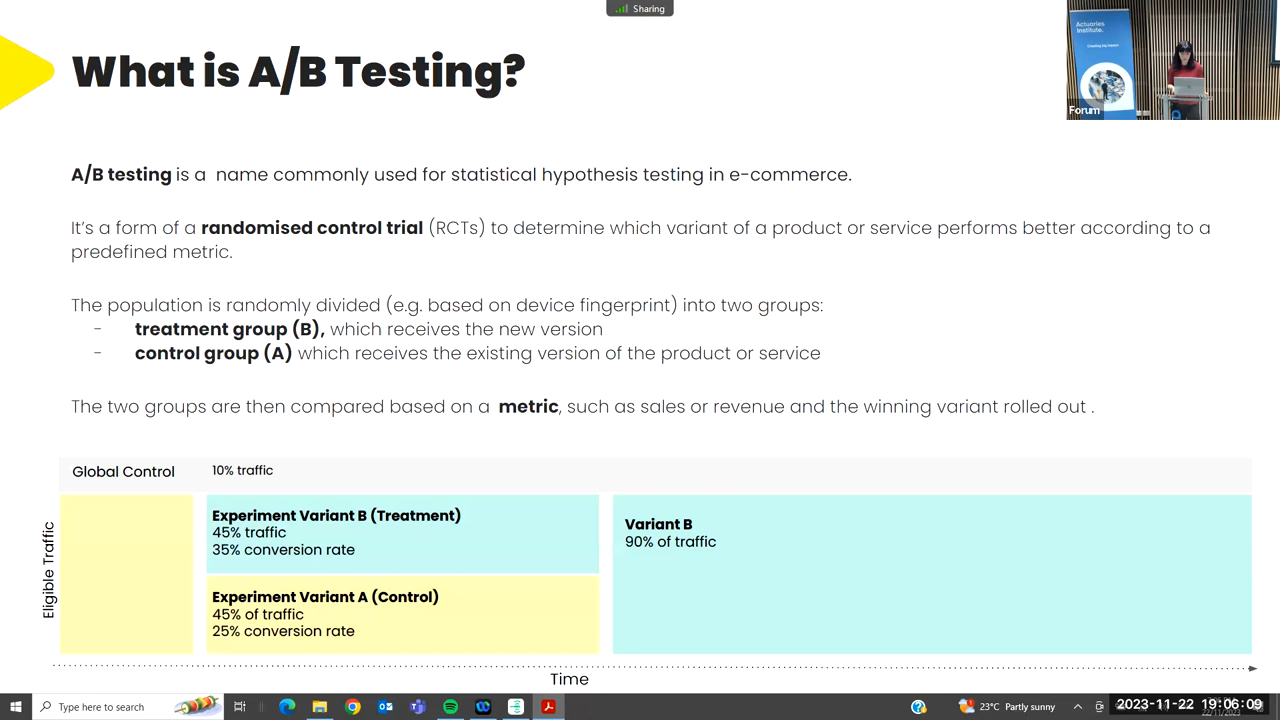 Sharing
Actuaries
Institute.
Forum
What is A/B Testing?
A/B testing is a name commonly used for statistical hypothesis testing in e-commerce.
It's a form of a randomised control trial (RCTs) to determine which variant of a product or service performs better according to a
predefined metric.
The population is randomly divided (e.g. based on device fingerprint) into two groups:
- treatment group (B), which receives the new version
- control group (A) which receives the existing version of the product or service
The two groups are then compared based on a metric, such as sales or revenue and the winning variant rolled out .
Global Control 10% traffic
Eligible Traffic
Experiment Variant B (Treatment)
45% traffic
35% conversion rate
Experiment Variant A (Control)
45% of traffic
25% conversion rate
Variant B
90% of traffic
Time
Type here to search
23°C Partly sunny
2023-11-22 19:06:09